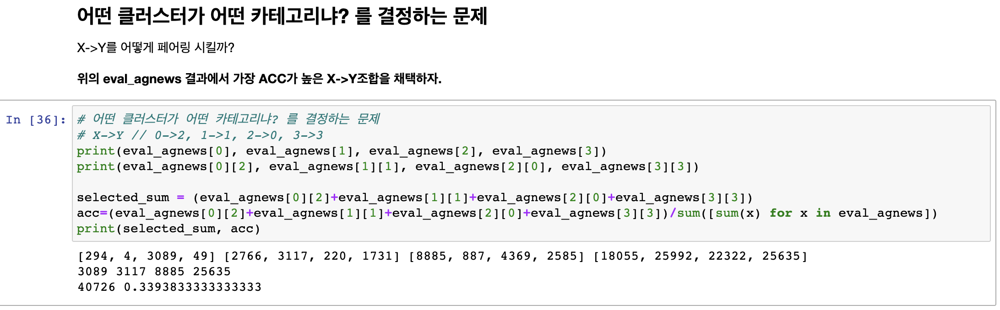 어떤 클러스터가 어떤 카테고리냐? 를 결정하는 문제
X->Y를 어떻게 페어링 시킬까?
위의 eval_agnews 결과에서 가장 ACC가 높은 X->Y조합을 채택하자.
In [36]:
# 어떤 클러스터가 어떤 카테고리냐? 를 결정하는 문제
# X->Y // 0->2, 1->1, 2->0, 3->3
print(eval_agnews[0], eval_agnews[1], eval_agnews[2], eval_agnews[3])
print(eval_agnews[0][2], eval_agnews[1][1], eval_agnews[2][0], eval_agnews[3][3])
selected_sum = (eval_agnews[0][2]+eval_agnews[1][1]+eval_agnews[2][0]+eval_agnews[3][3])
acc=(eval_agnews[0][2]+eval_agnews[1][1]+eval_agnews[2][0]+eval_agnews[3][3])/sum([sum(x) for x in eval_agnews])
print(selected_sum, acc)
[294, 4, 3089, 49] [2766, 3117, 220, 1731] [8885, 887, 4369, 2585] [18055, 25992, 22322, 25635]
3089 3117 8885 25635
40726 0.3393833333333333